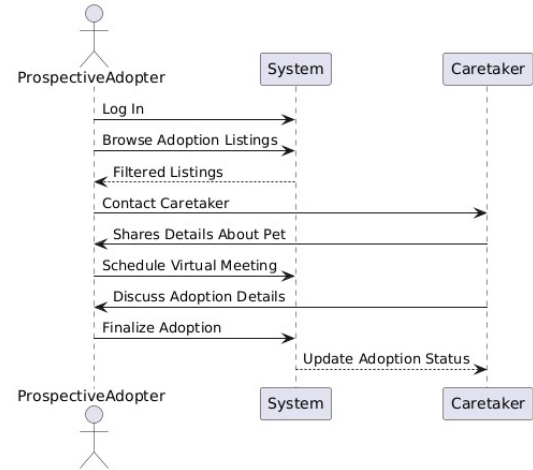 ProspectiveAdopter
System
Caretaker
Log In
Browse Adoption Listings
Filtered Listings
Contact Caretaker
Shares Details About Pet
Schedule Virtual Meeting
Discuss Adoption Details
Finalize Adoption
Update Adoption Status
ProspectiveAdopter
System
Caretaker